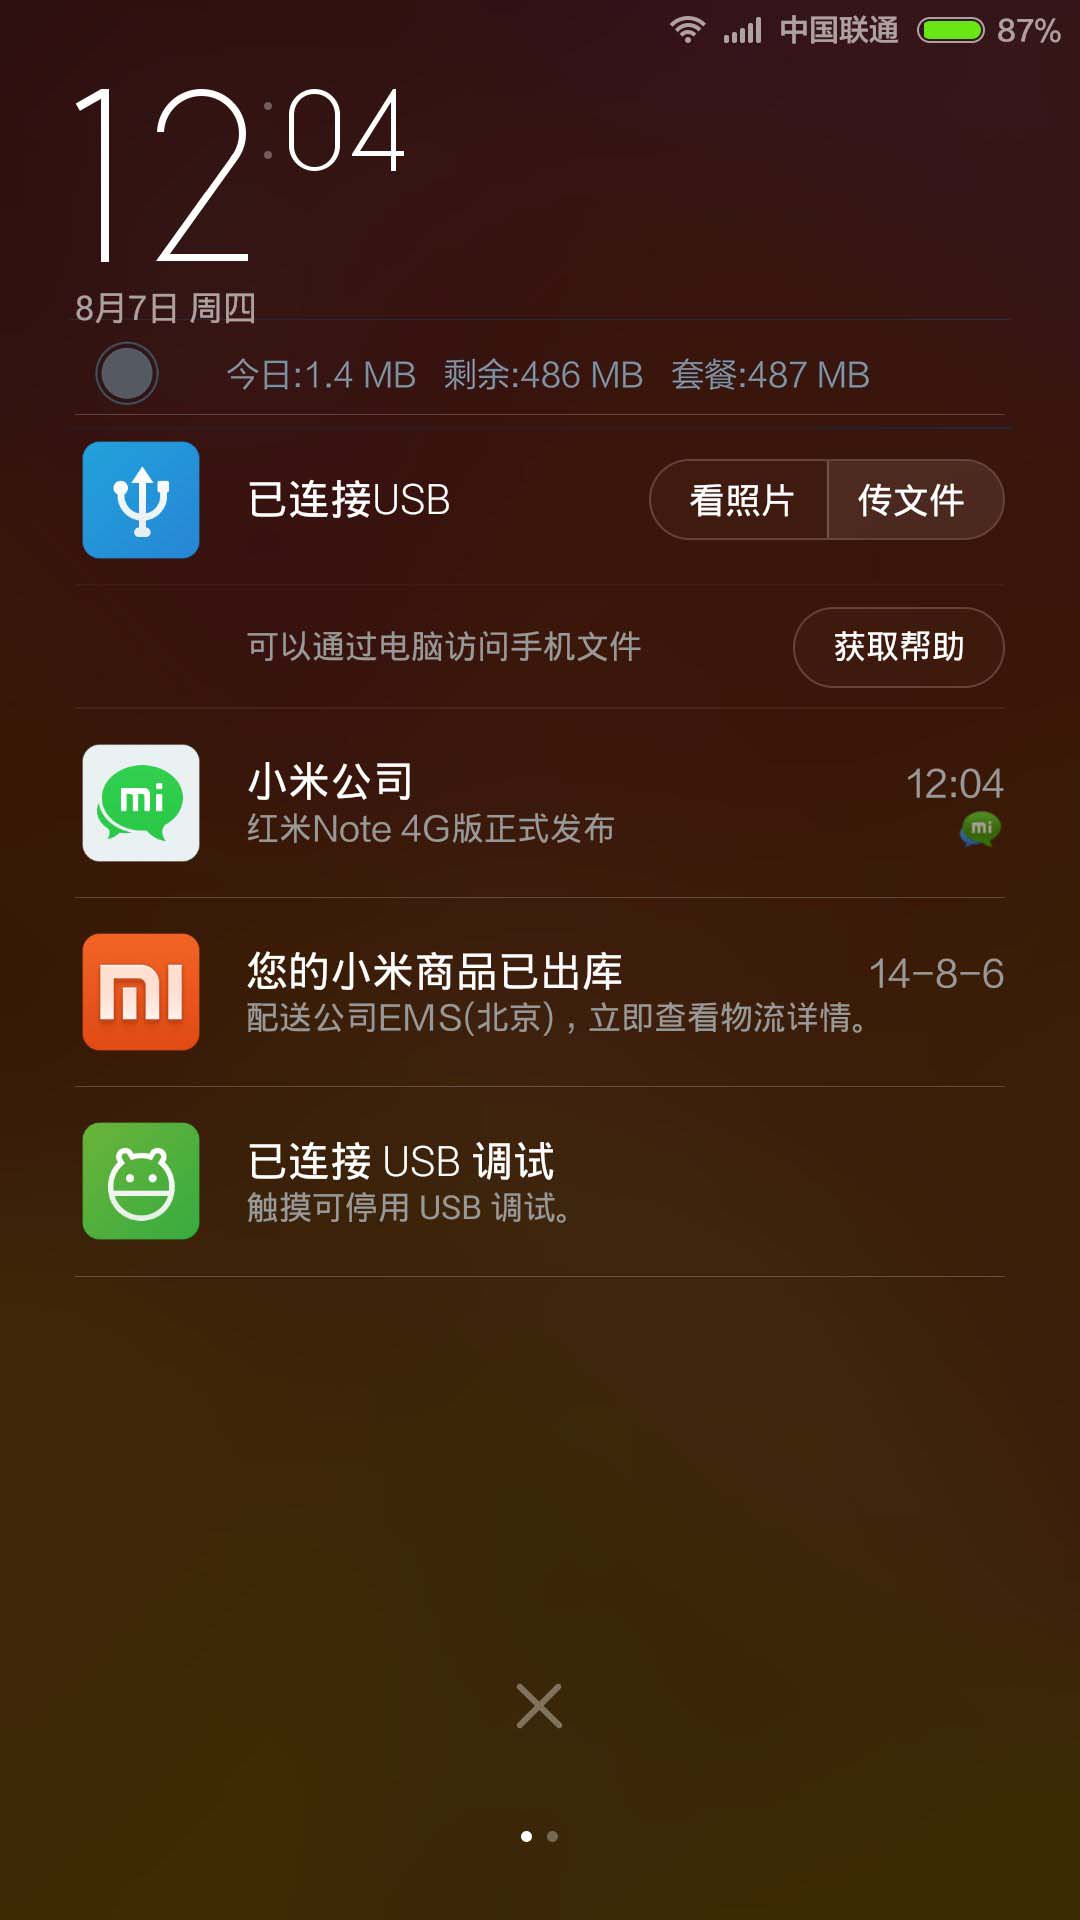 中国联通 87%
12:04
8月7日 周四
今日:1.4 MB 剩余:486 MB 套餐:487 MB
已连接USB 看照片 传文件
可以通过电脑访问手机文件 获取帮助
小米公司 12:04
红米Note 4G版正式发布
您的小米商品已出库 14-8-6
配送公司EMS(北京)，立即查看物流详情。
已连接 USB 调试
触摸可停用 USB 调试。